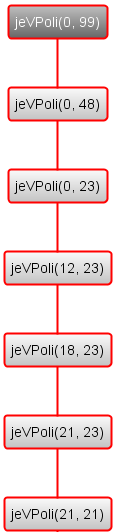 jeVPoli(0, 99)
jeVPoli(0, 48)
jeVPoli(0, 23)
jeVPoli(12, 23)
jeVPoli(18, 23)
jeVPoli(21, 23)
jeVPoli(21, 21)